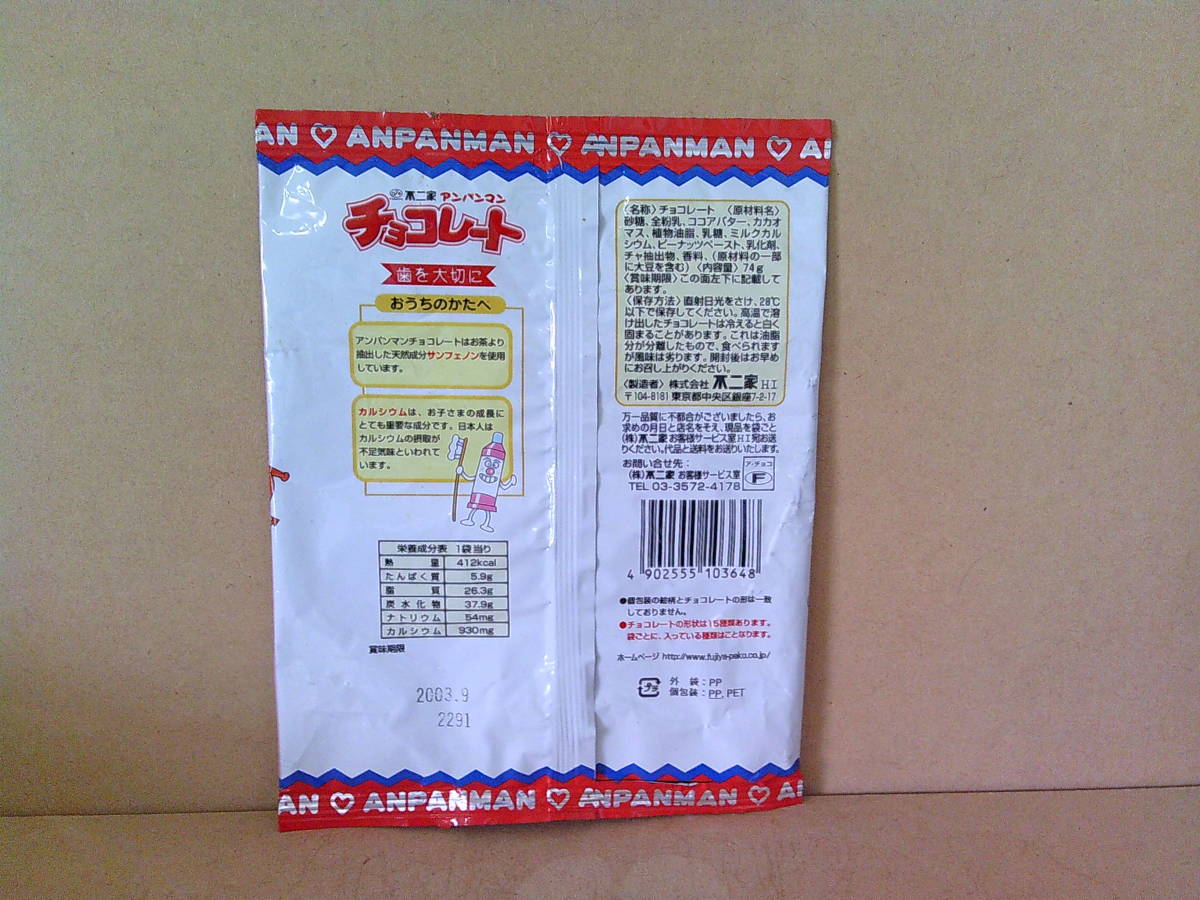 AN ♡ ANPANMAN ♡ ANPANMAN ♡ AN
不二家 アンパンマン
チョコレート
歯を大切に
おうちのかたへ
アンパンマンチョコレートはお茶より
抽出した天然成分サンフェノンを使用
しています。
カルシウムは、お子さまの成長に
とても重要な成分です。日本人は
カルシウムの摂取が
不足気味といわれて
います。
栄養成分表 1袋当り
熱量 412kcal
たんぱく質 5.9g
脂質 26.3g
炭水化物 37.9g
ナトリウム 54mg
カルシウム 930mg
賞味期限
2003.9
2291
〈名称〉チョコレート 〈原材料名〉
砂糖、全粉乳、ココアバター、カカオ
マス、植物油脂、乳糖、ミルクカル
シウム、ピーナッツペースト、乳化剤、
チャ抽出物、香料、(原材料の一部
に大豆を含む)〈内容量〉74g
〈賞味期限〉この面左下に記載して
あります。
〈保存方法〉直射日光をさけ、28℃
以下で保存してください。高温で溶
け出したチョコレートは冷えると白く
固まることがあります。これは油脂
分が分離したもので、食べられます
が風味は劣ります。開封後はお早め
にお召し上がりください。
〈製造者〉株式会社 不二家 HI
〒104-8181 東京都中央区銀座7-2-17
万一品質に不都合がございましたら、お
求めの月日と店名をそえ、現品を袋ごと
(株)不二家お客様サービス室HI宛お送
りください。代品と送料をお送りいたします。
お問い合せ先:
(株)不二家 お客様サービス室
TEL 03-3572-4178
ア・チョコ
F
4 902555 103648
●個包装の絵柄とチョコレートの形は一致
しておりません。
●チョコレートの形状は15種類あります。
袋ごとに、入っている種類はことなります。
ホームページ http://www.fujiya-peko.co.jp/
プラ
外袋:PP
個包装:PP, PET
AN ♡ ANPANMAN ♡ ANPANMAN ♡ AN